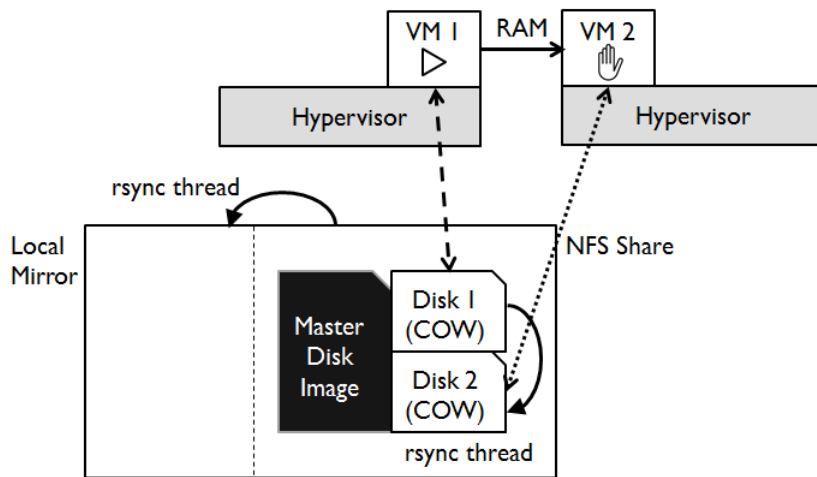 VM 1
RAM
VM 2
Hypervisor
Hypervisor
rsync thread
Local
Mirror
NFS Share
Master
Disk
Image
Disk 1
(COW)
Disk 2
(COW)
rsync thread